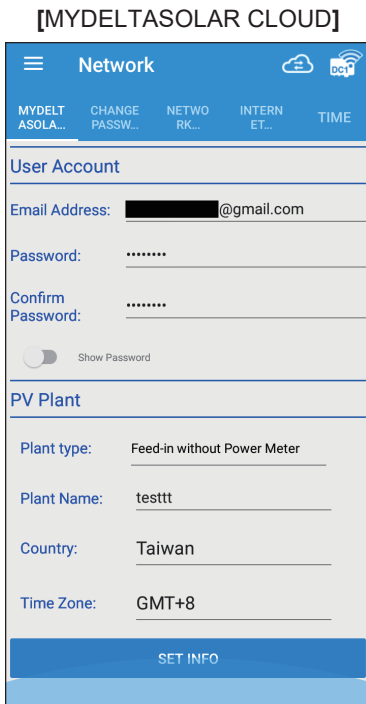 [MYDELTASOLAR CLOUD]
Network
DC1
MYDELT
ASOLA...
CHANGE
PASSW...
NETWO
RK...
INTERN
ET...
TIME
User Account
Email Address: @gmail.com
Password: ••••••••
Confirm
Password: ••••••••
Show Password
PV Plant
Plant type: Feed-in without Power Meter
Plant Name: testtt
Country: Taiwan
Time Zone: GMT+8
SET INFO